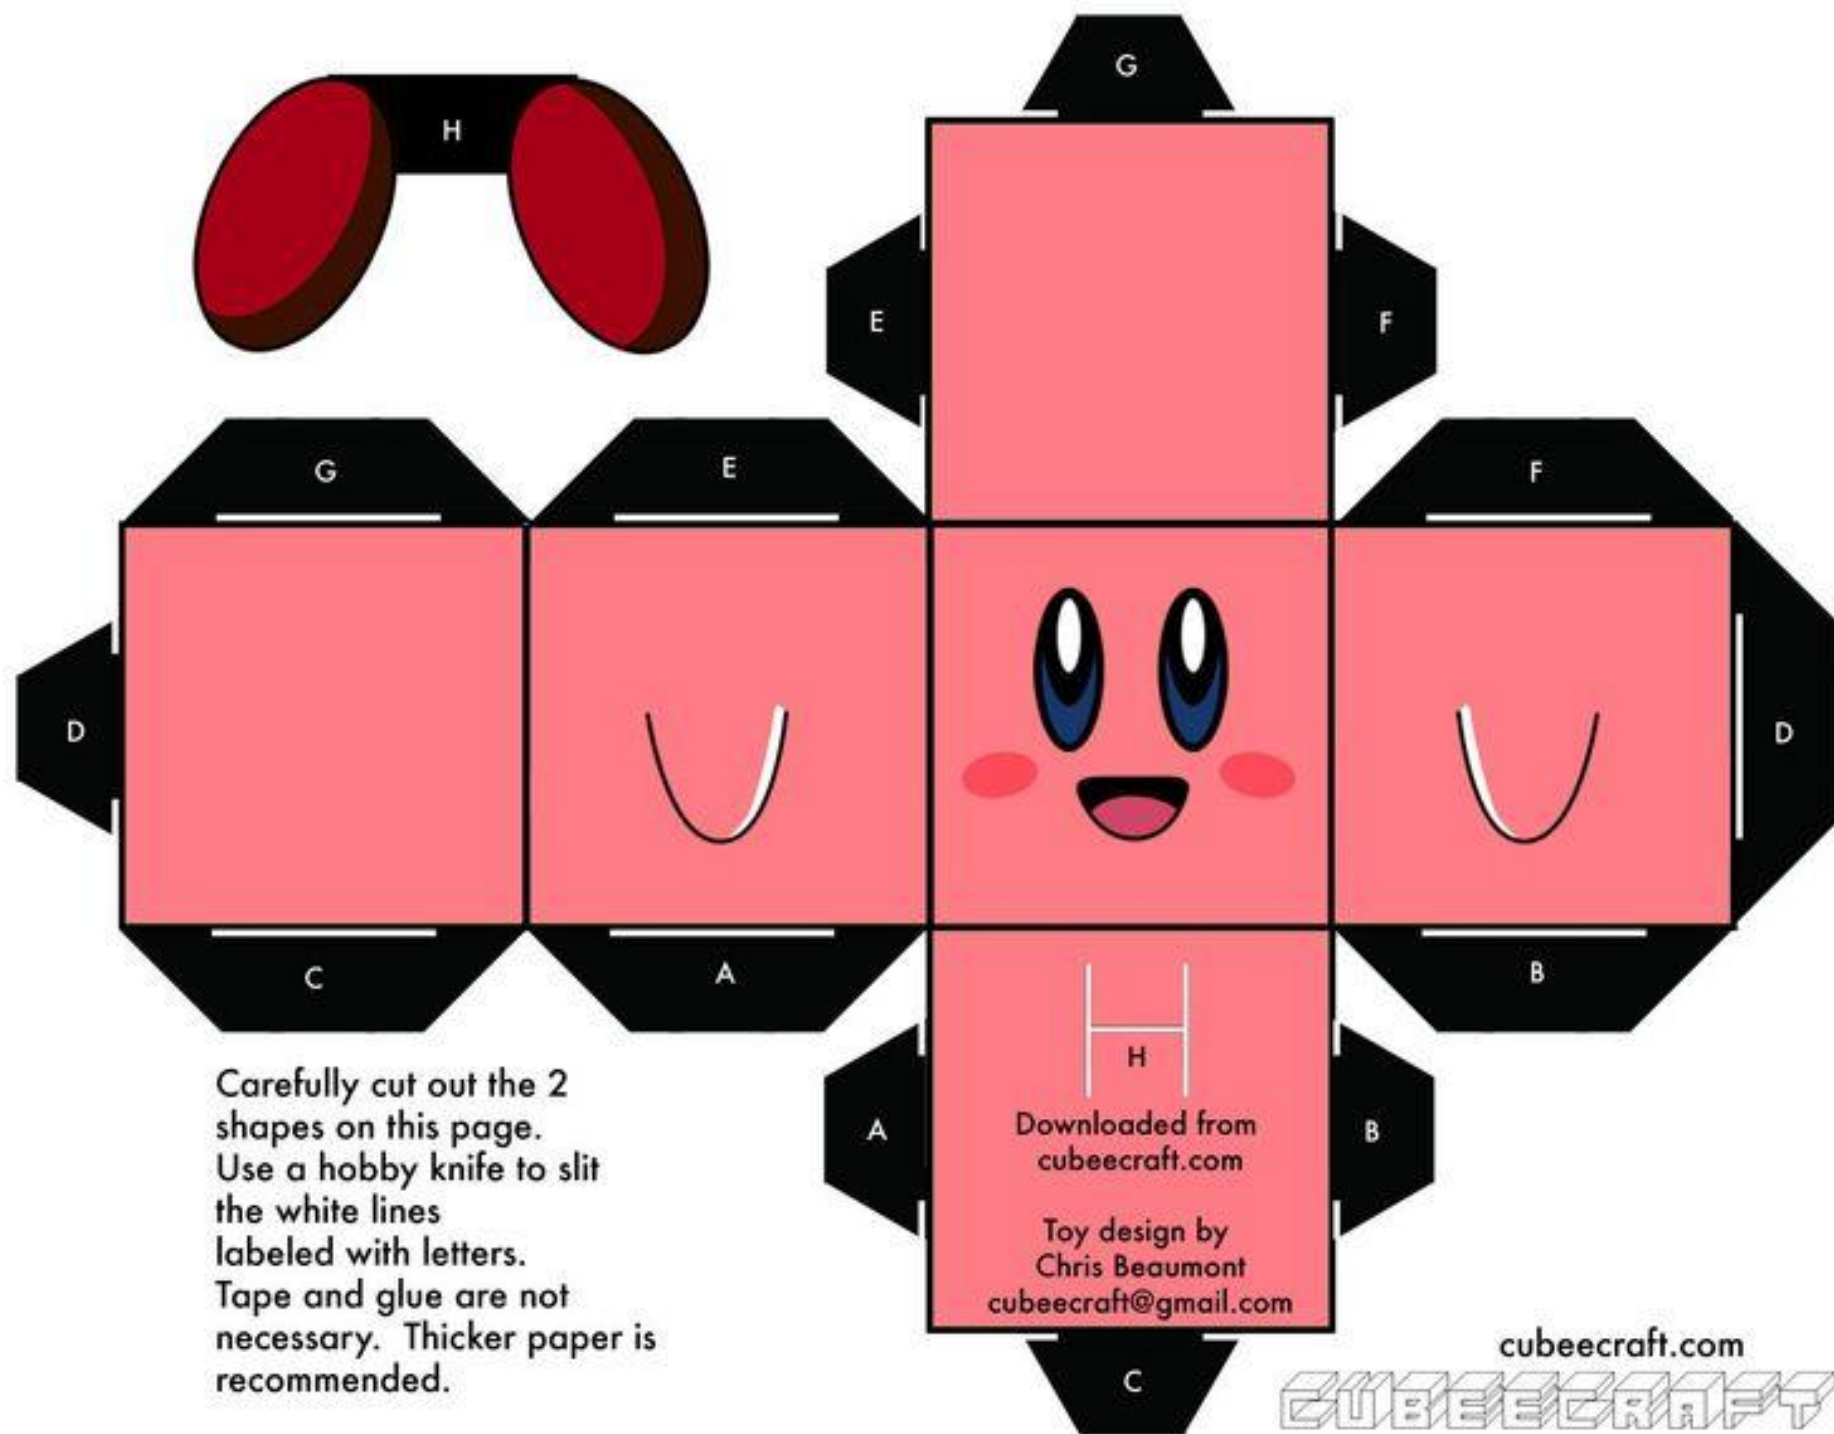 G
H
E
F
G
E
F
D
D
C
A
B
H
A
B
Downloaded from
cubeecraft.com
Toy design by
Chris Beaumont
cubeecraft@gmail.com
C
Carefully cut out the 2
shapes on this page.
Use a hobby knife to slit
the white lines
labeled with letters.
Tape and glue are not
necessary.  Thicker paper is
recommended.
cubeecraft.com
CUBEECRAFT